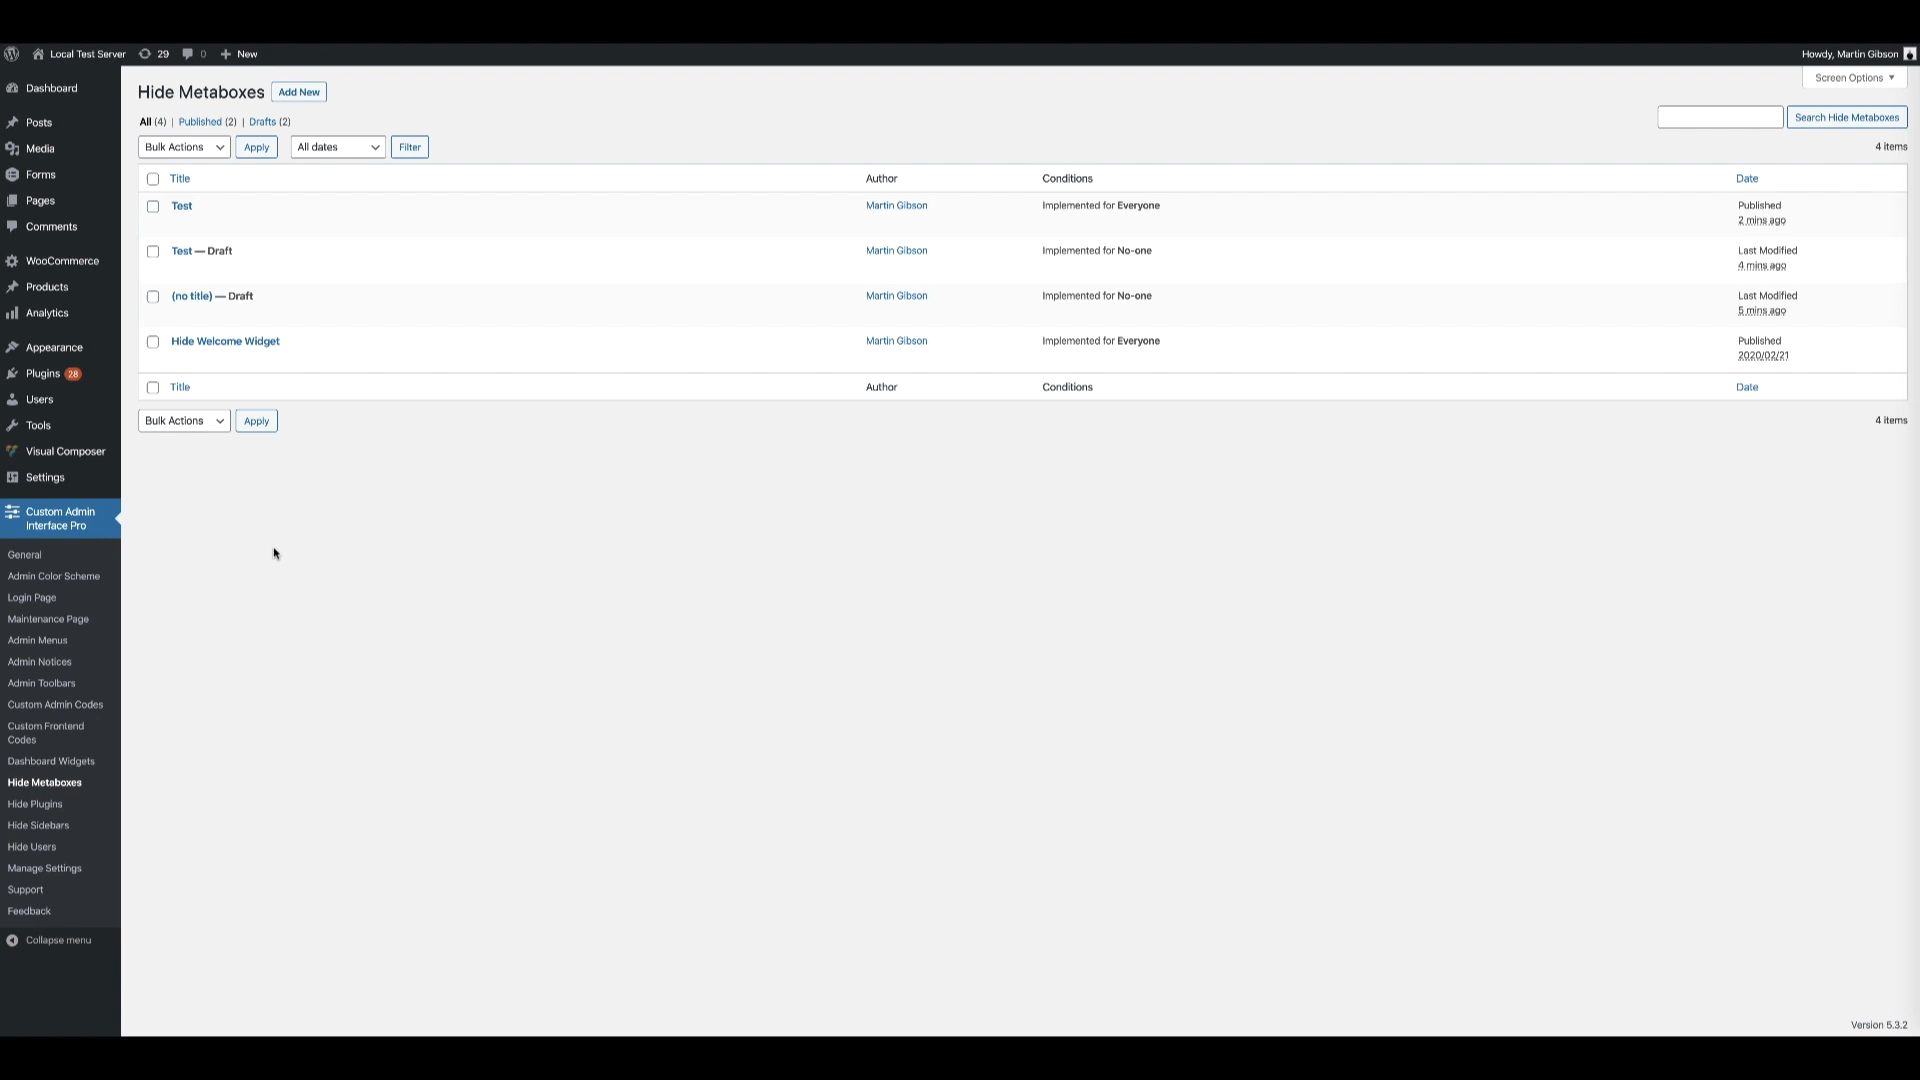 Local Test Server 29 0 New Howdy, Martin Gibson
Screen Options
Dashboard
Posts
Media
Forms
Pages
Comments
WooCommerce
Products
Analytics
Appearance
Plugins 28
Users
Tools
Visual Composer
Settings
Custom Admin
Interface Pro
General
Admin Color Scheme
Login Page
Maintenance Page
Admin Menus
Admin Notices
Admin Toolbars
Custom Admin Codes
Custom Frontend
Codes
Dashboard Widgets
Hide Metaboxes
Hide Plugins
Hide Sidebars
Hide Users
Manage Settings
Support
Feedback
Collapse menu
Hide Metaboxes Add New
All (4) | Published (2) | Drafts (2)
Search Hide Metaboxes
Bulk Actions Apply All dates Filter 4 items
Title Author Conditions Date
Test Martin Gibson Implemented for Everyone Published
2 mins ago
Test — Draft Martin Gibson Implemented for No-one Last Modified
4 mins ago
(no title) — Draft Martin Gibson Implemented for No-one Last Modified
5 mins ago
Hide Welcome Widget Martin Gibson Implemented for Everyone Published
2020/02/21
Title Author Conditions Date
Bulk Actions Apply 4 items
Version 5.3.2